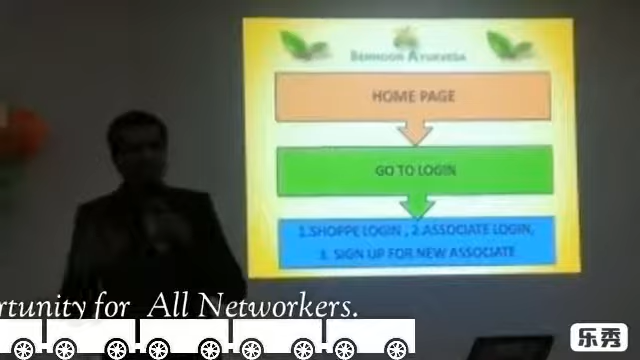 AYURVEDA
HOME PAGE
GO TO LOGIN
1.SHOPPE LOGIN , 2.ASSOCIATE LOGIN,
3. SIGN UP FOR NEW ASSOCIATE
rtunity for All Networkers.
乐秀